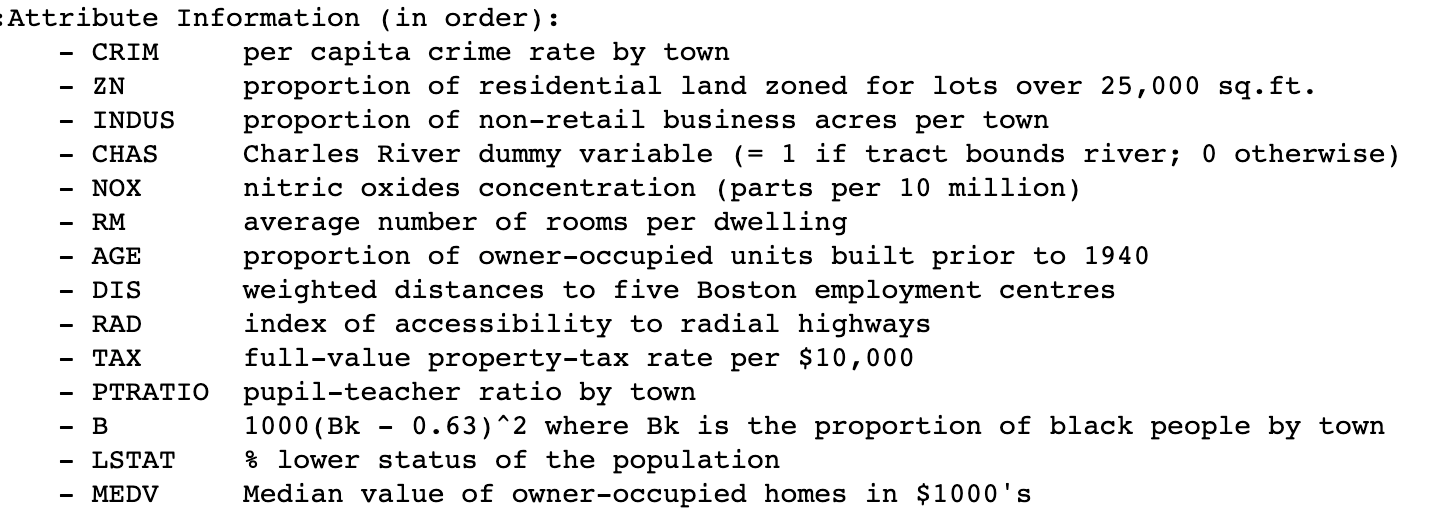 :Attribute Information (in order):
- CRIM per capita crime rate by town
- ZN proportion of residential land zoned for lots over 25,000 sq.ft.
- INDUS proportion of non-retail business acres per town
- CHAS Charles River dummy variable (= 1 if tract bounds river; 0 otherwise)
- NOX nitric oxides concentration (parts per 10 million)
- RM average number of rooms per dwelling
- AGE proportion of owner-occupied units built prior to 1940
- DIS weighted distances to five Boston employment centres
- RAD index of accessibility to radial highways
- TAX full-value property-tax rate per $10,000
- PTRATIO pupil-teacher ratio by town
- B 1000(Bk - 0.63)^2 where Bk is the proportion of black people by town
- LSTAT % lower status of the population
- MEDV Median value of owner-occupied homes in $1000's